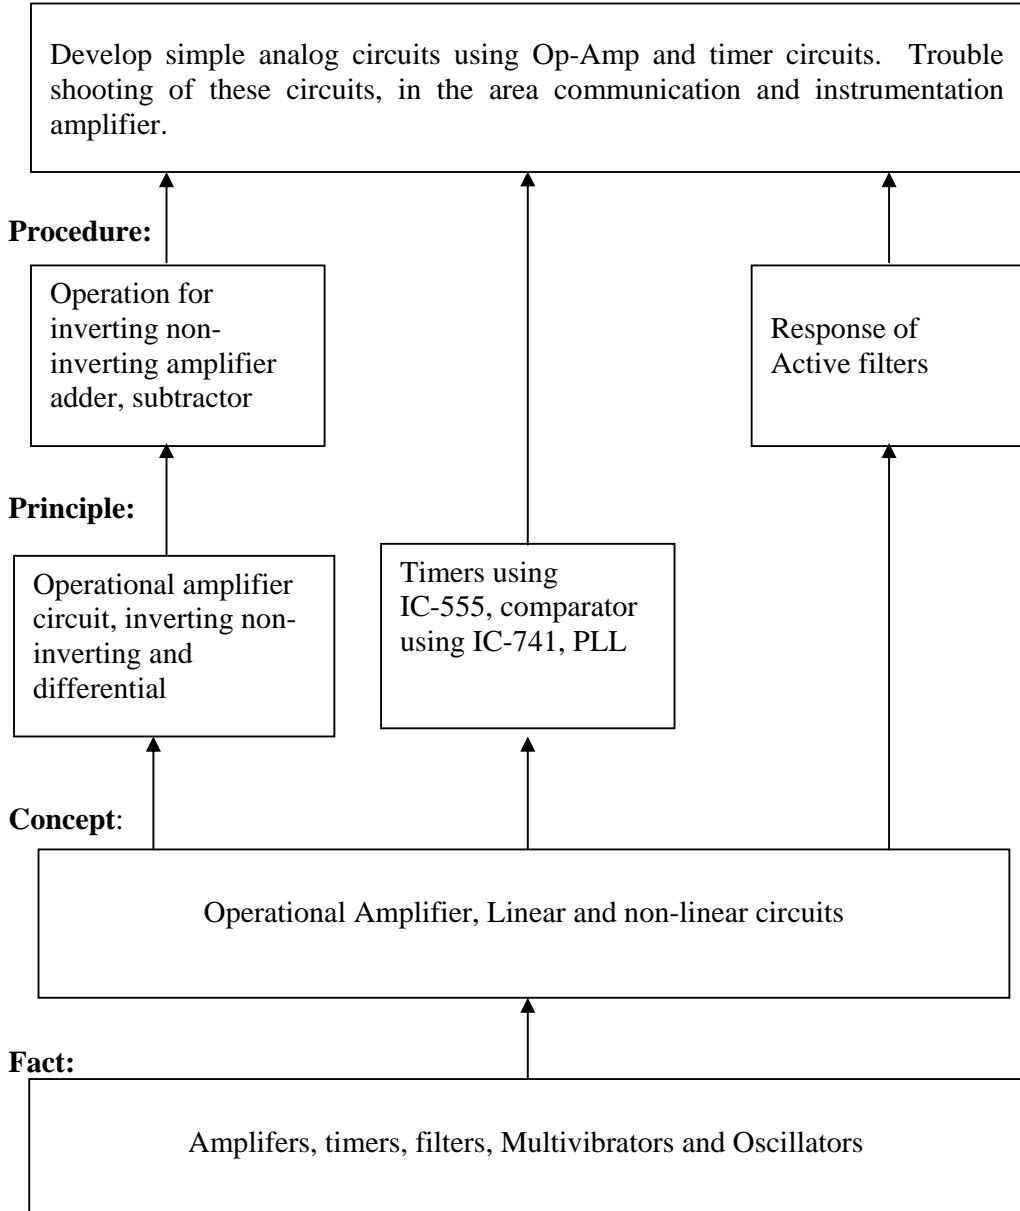 Develop simple analog circuits using Op-Amp and timer circuits. Trouble
shooting of these circuits, in the area communication and instrumentation
amplifier.
Procedure:
Operation for
inverting non-
inverting amplifier
adder, subtractor
Response of
Active filters
Principle:
Operational amplifier
circuit, inverting non-
inverting and
differential
Timers using
IC-555, comparator
using IC-741, PLL
Concept:
Operational Amplifier, Linear and non-linear circuits
Fact:
Amplifers, timers, filters, Multivibrators and Oscillators